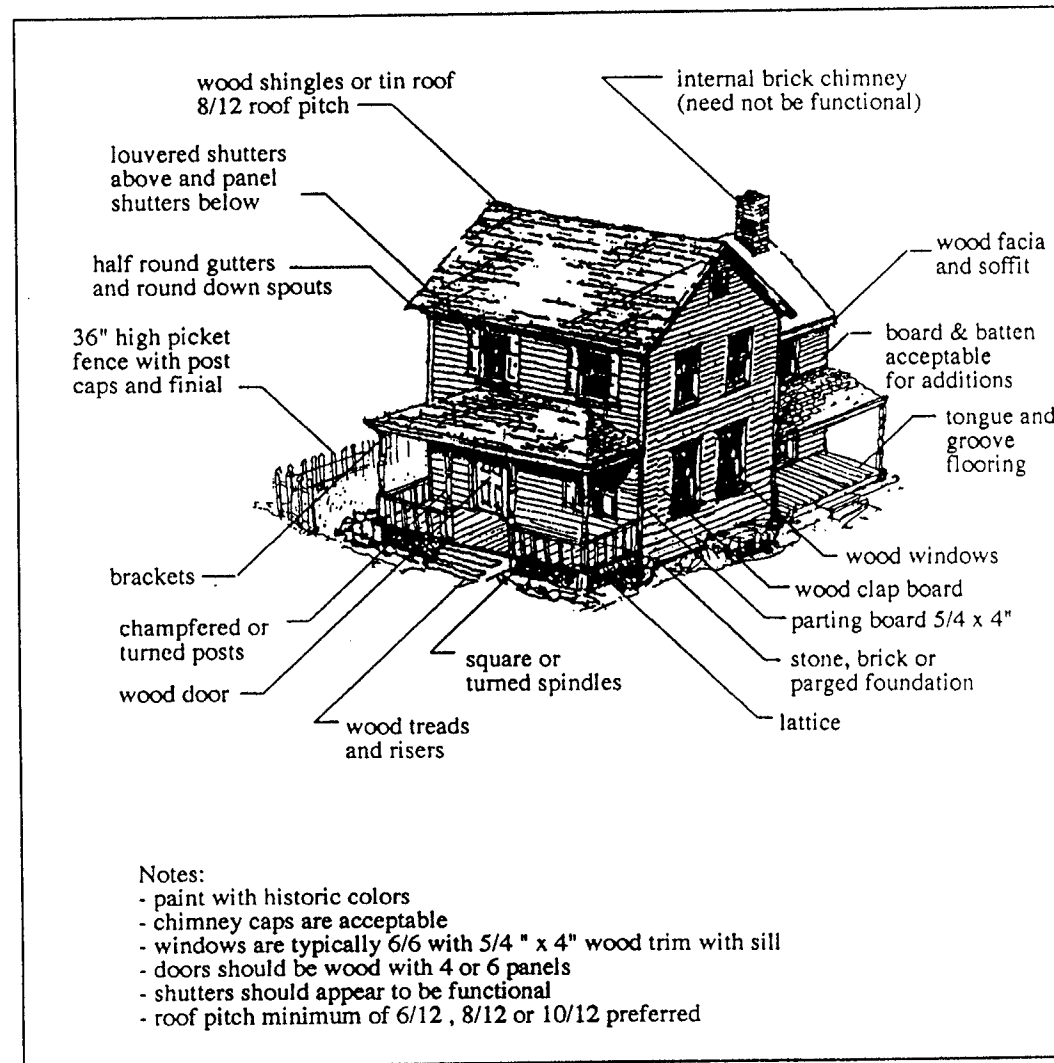 wood shingles or tin roof
8/12 roof pitch
internal brick chimney
(need not be functional)
louvered shutters
above and panel
shutters below
wood facia
and soffit
half round gutters
and round down spouts
36" high picket
fence with post
caps and finial
board & batten
acceptable
for additions
tongue and
groove
flooring
brackets
wood windows
wood clap board
champfered or
turned posts
parting board 5/4 x 4"
square or
turned spindles
stone, brick or
parged foundation
wood door
wood treads
and risers
lattice
Notes:
- paint with historic colors
- chimney caps are acceptable
- windows are typically 6/6 with 5/4 " x 4" wood trim with sill
- doors should be wood with 4 or 6 panels
- shutters should appear to be functional
- roof pitch minimum of 6/12 , 8/12 or 10/12 preferred